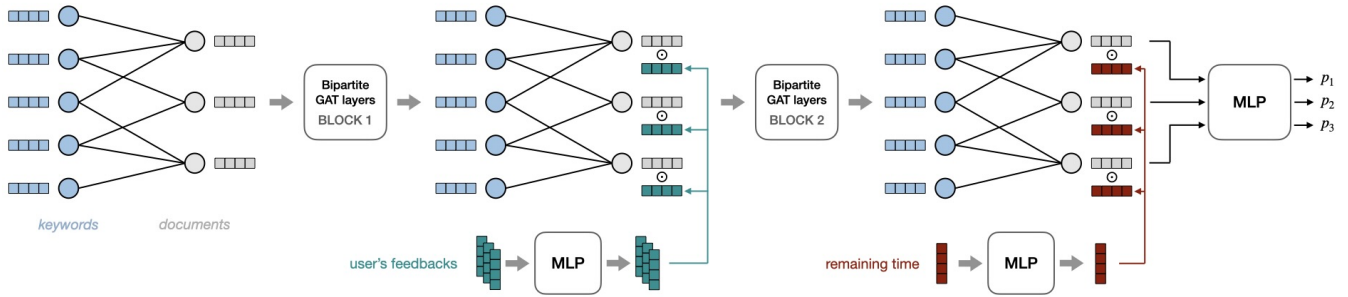 keywords
documents
Bipartite
GAT layers
BLOCK 1
user's feedbacks
MLP
Bipartite
GAT layers
BLOCK 2
remaining time
MLP
MLP
p1
p2
p3